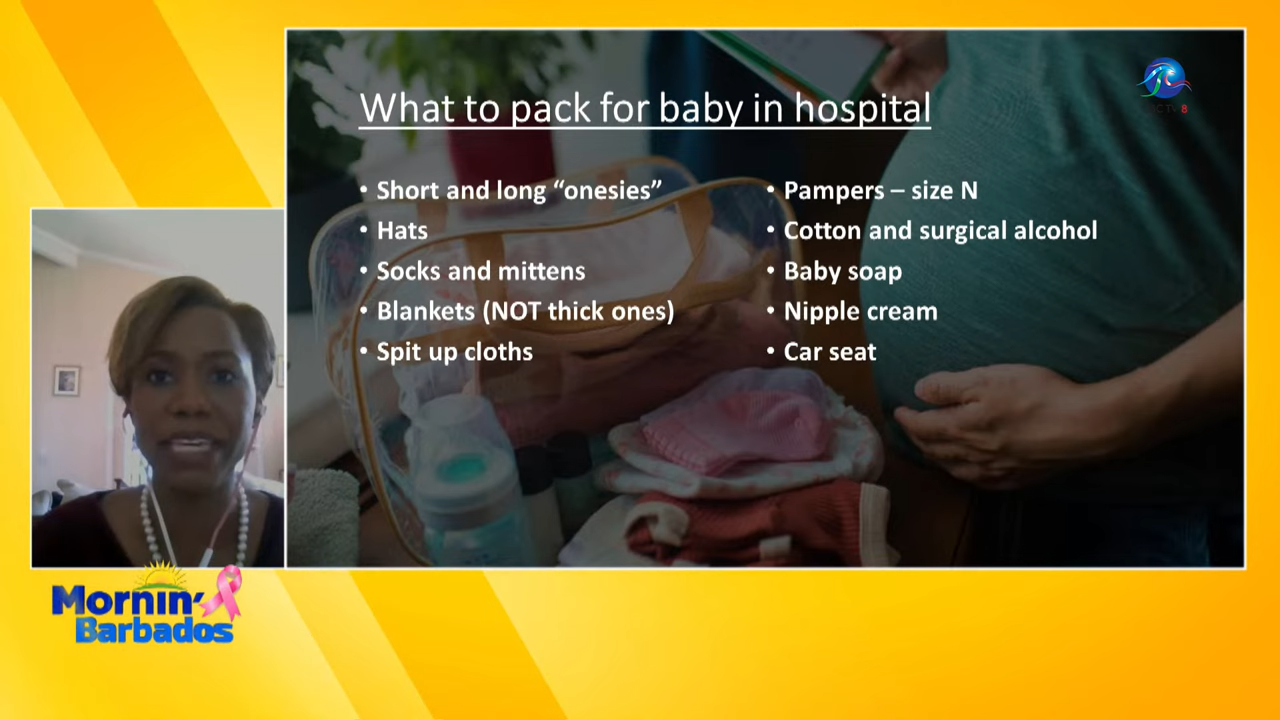 What to pack for baby in hospital
• Short and long “onesies”
• Hats
• Socks and mittens
• Blankets (NOT thick ones)
• Spit up cloths
• Pampers – size N
• Cotton and surgical alcohol
• Baby soap
• Nipple cream
• Car seat
8
Mornin'
Barbados